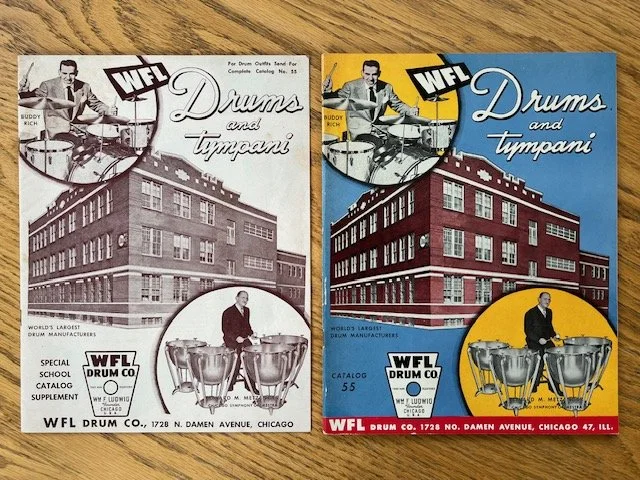 For Drum Outfits Send For
Complete Catalog No. 55
WFL
Drums
and
tympani
BUDDY
RICH
WORLD'S LARGEST
DRUM MANUFACTURERS
SPECIAL
SCHOOL
CATALOG
SUPPLEMENT
WFL
DRUM CO
WM F. LUDWIG
CHICAGO
U.S.A.
WFL DRUM CO., 1728 N. DAMEN AVENUE, CHICAGO
WFL
Drums
and
tympani
BUDDY
RICH
WORLD'S LARGEST
DRUM MANUFACTURERS
CATALOG
55
WFL
DRUM CO
WM F. LUDWIG
CHICAGO
U.S.A.
WFL DRUM CO. 1728 NO. DAMEN AVENUE, CHICAGO 47, ILL.